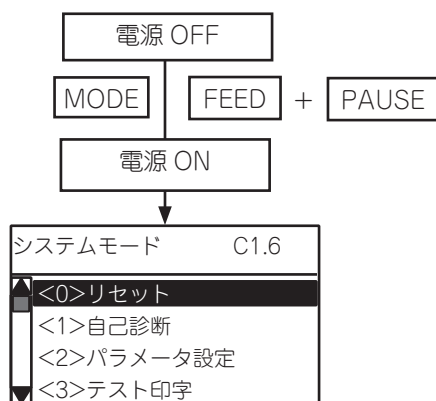 電源 OFF
MODE FEED + PAUSE
電源 ON
システムモード C1.6
<0>リセット
<1>自己診断
<2>パラメータ設定
<3>テスト印字